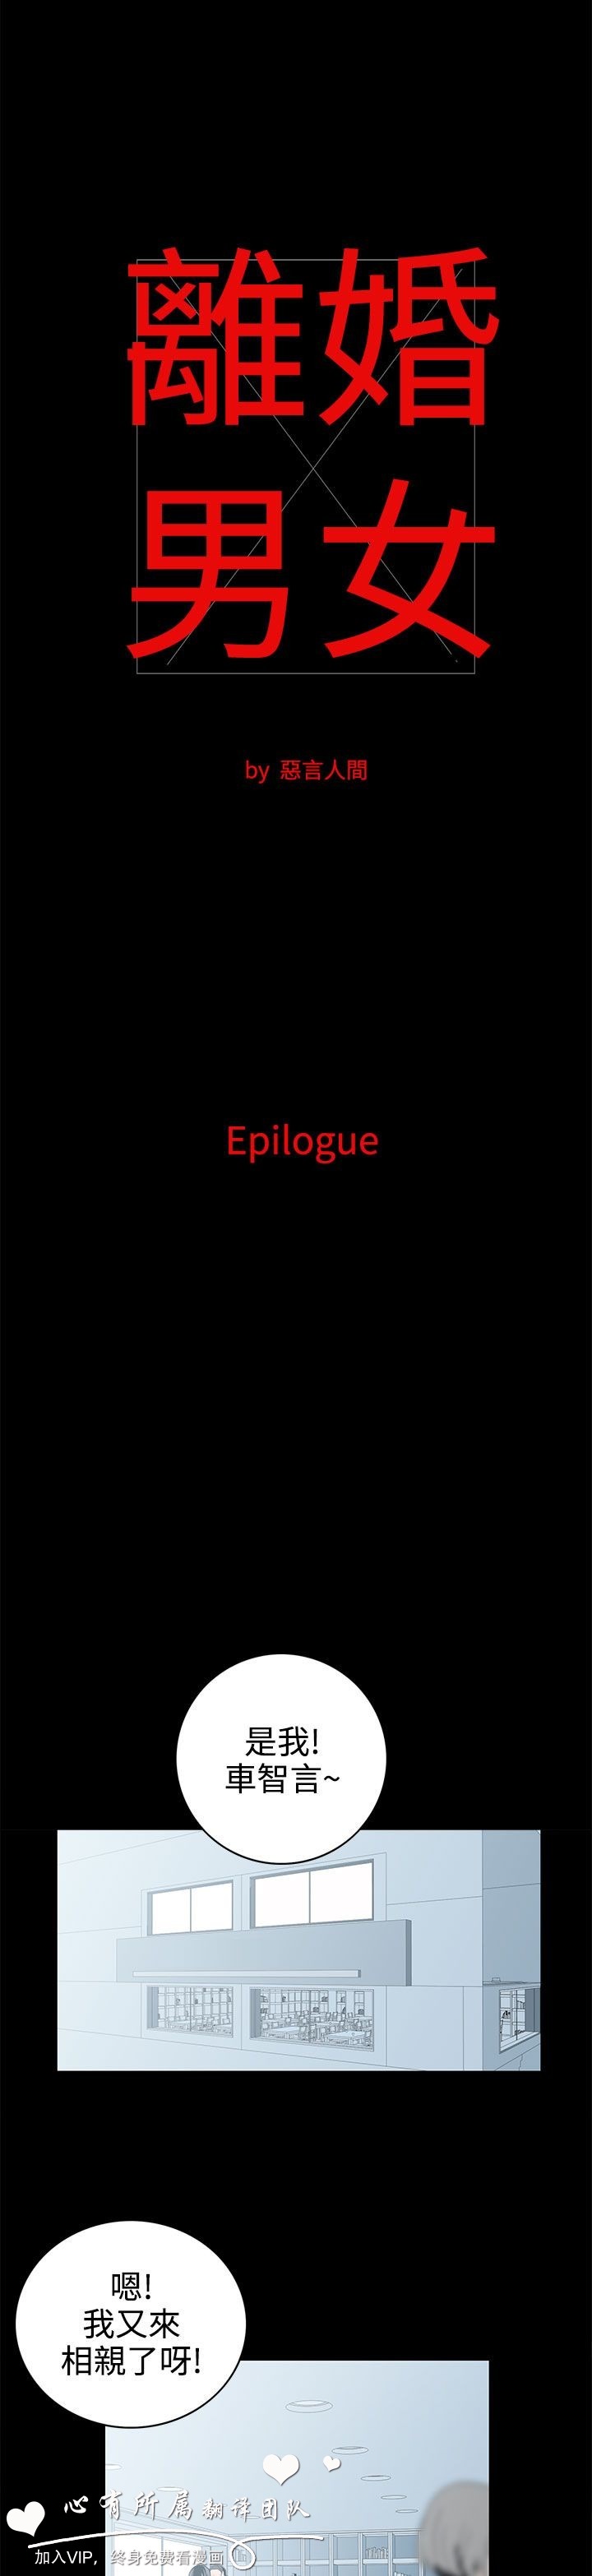 離婚
男女
by 惡言人間
Epilogue
是我!
車智言~
嗯!
我又來
相親了呀!
心有所属翻译团队
加入VIP，终身免费看漫画